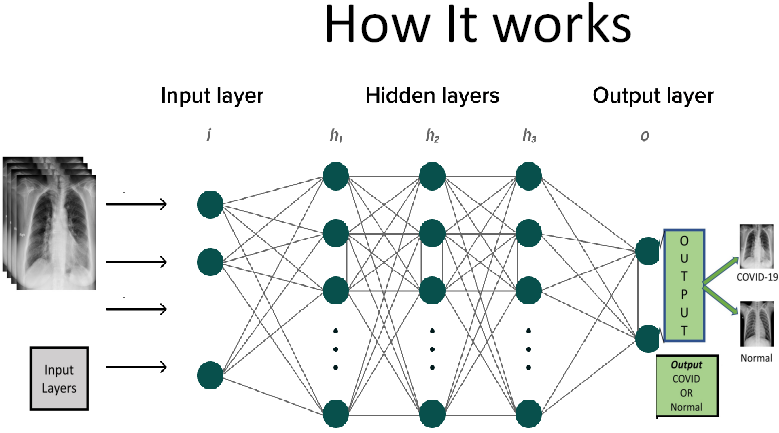 How It works
Input layer
Hidden layers
Output layer
i
h₁
h₂
h₃
o
Input
Layers
O
U
T
P
U
T
COVID-19
Normal
Output
COVID
OR
Normal